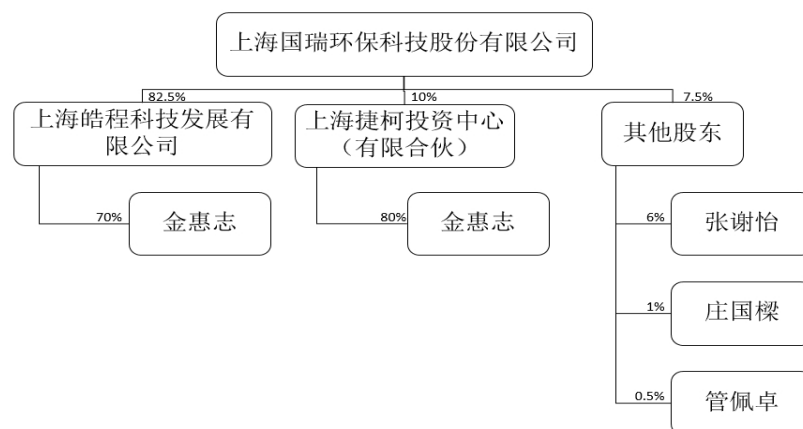 上海国瑞环保科技股份有限公司
82.5%
10%
7.5%
上海皓程科技发展有
限公司
上海捷柯投资中心
（有限合伙）
其他股东
70%
金惠志
80%
金惠志
6%
张谢怡
1%
庄国樑
0.5%
管佩卓